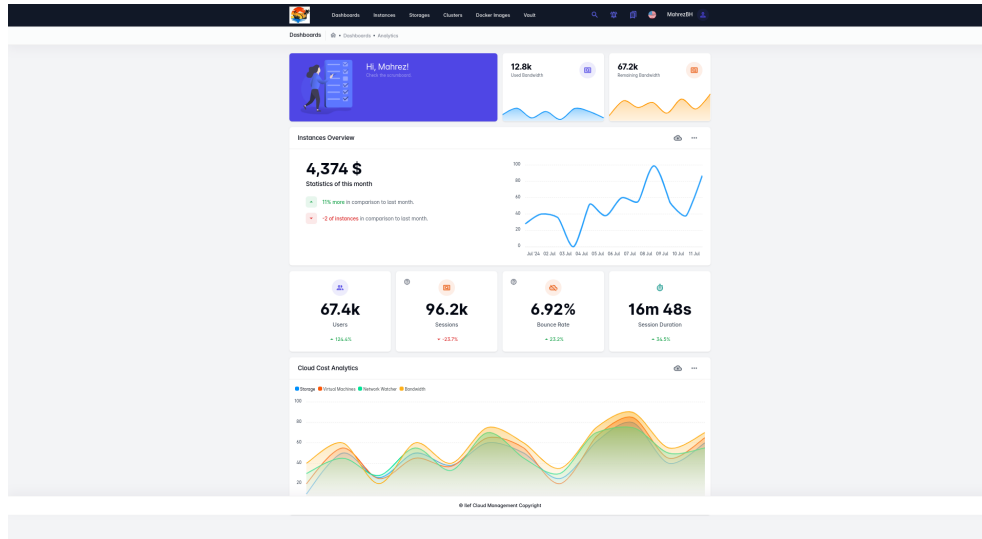 Dashboards Instances Storages Clusters Docker Images Vault MahrezBH
Dashboards Dashboards • Analytics
Hi, Mahrez!
Check the scoreboard
12.8k
Used Bandwidth
67.2k
Remaining Bandwidth
Instances Overview
4,374 $
Statistics of this month
11% more in comparison to last month.
-2 of instances in comparison to last month.
100
80
60
40
20
0
Jul '24 02 Jul 03 Jul 04 Jul 05 Jul 06 Jul 07 Jul 08 Jul 09 Jul 10 Jul 11 Jul
67.4k
Users
96.2k
Sessions
-23.7%
6.92%
Bounce Rate
23.2%
16m 48s
Session Duration
34.5%
Cloud Cost Analytics
Storage Virtual Machines Network Watcher Bandwidth
100
80
60
40
20
Cloud Management Copyright